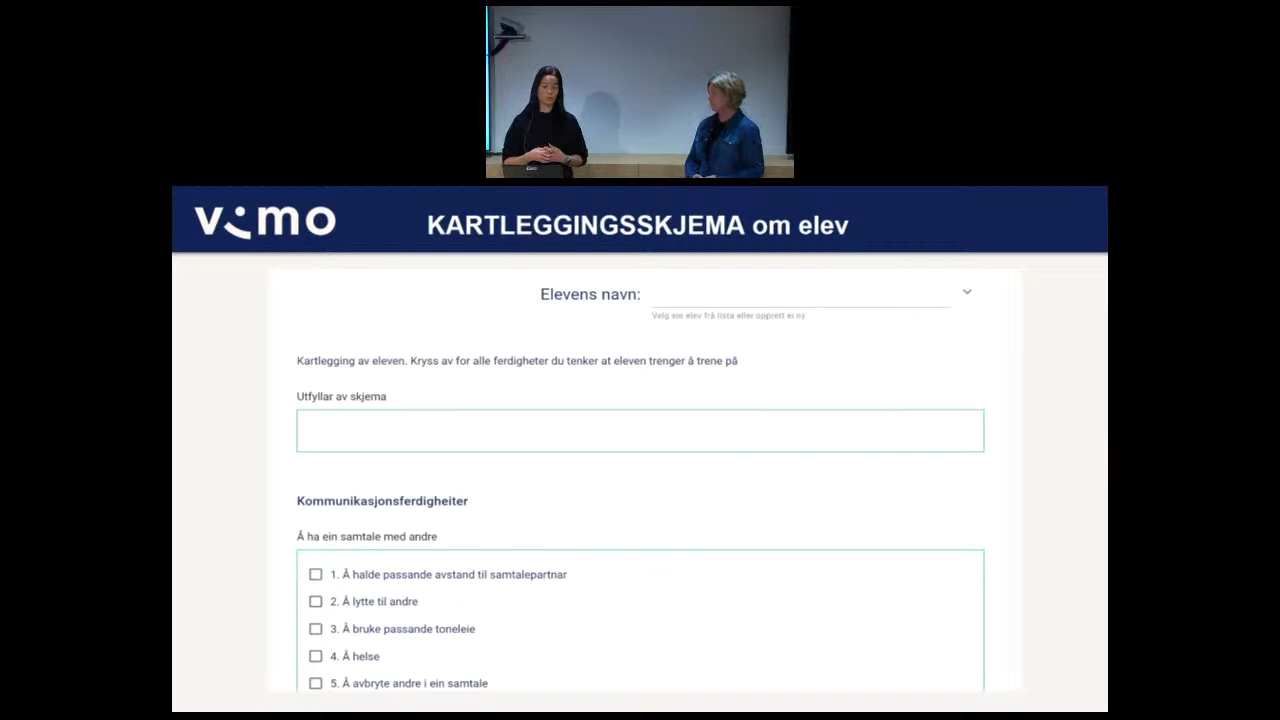 vimo
KARTLEGGINGSSKJEMA om elev
Elevens navn:
Velg ein elev frå lista eller opprett ei ny
Kartlegging av eleven. Kryss av for alle ferdigheter du tenker at eleven trenger å trene på
Utfyllar av skjema
Kommunikasjonsferdigheiter
Å ha ein samtale med andre
1. Å halde passande avstand til samtalepartnar
2. Å lytte til andre
3. Å bruke passande toneleie
4. Å helse
5. Å avbryte andre i ein samtale